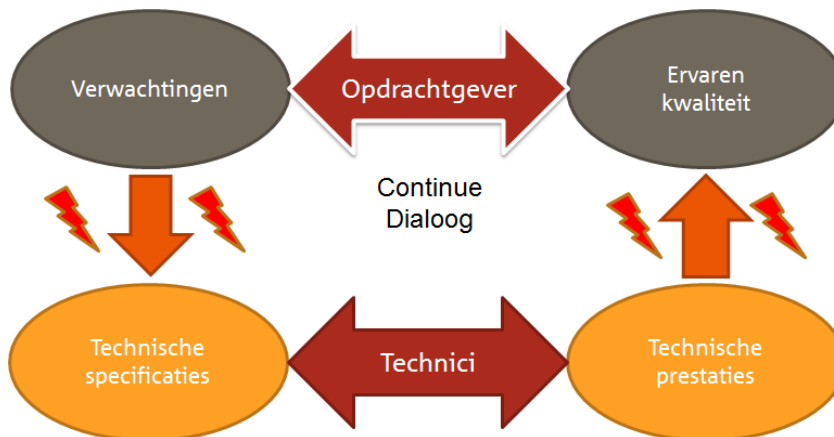 Verwachtingen
Opdrachtgever
Ervaren
kwaliteit
Continue
Dialoog
Technische
specificaties
Technici
Technische
prestaties